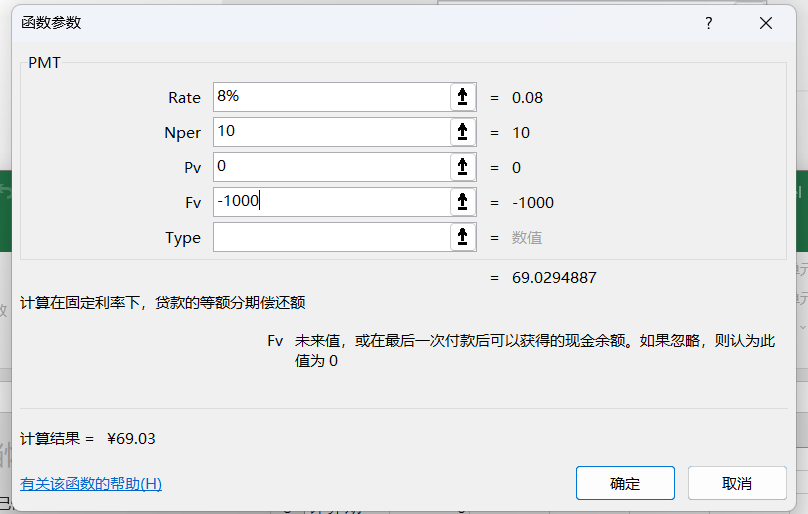 函数参数 ? ×
PMT
Rate 8% = 0.08
Nper 10 = 10
Pv 0 = 0
Fv -1000 = -1000
Type = 数值
= 69.0294887
计算在固定利率下，贷款的等额分期偿还额
Fv 未来值，或在最后一次付款后可以获得的现金余额。如果忽略，则认为此
值为 0
计算结果 = ¥69.03
有关该函数的帮助(H) 确定 取消